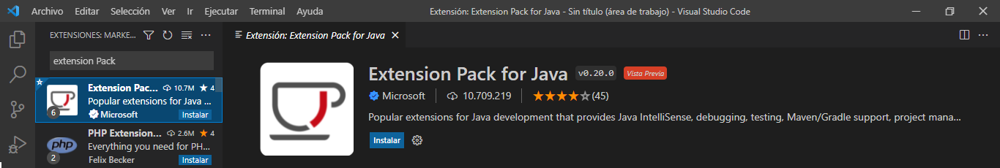 Archivo Editar Selección Ver Ir Ejecutar Terminal Ayuda Extensión: Extension Pack for Java - Sin título (área de trabajo) - Visual Studio Code
EXTENSIONES: MARKE...
extension Pack
Extension Pac... 10.7M 4
Popular extensions for Java ...
6 Microsoft Instalar
PHP Extension... 2.6M 4
php
Everything you need for PH...
2 Felix Becker Instalar
Extensión: Extension Pack for Java
Extension Pack for Java v0.20.0 Vista Previa
Microsoft 10.709.219 (45)
Popular extensions for Java development that provides Java IntelliSense, debugging, testing, Maven/Gradle support, project mana...
Instalar